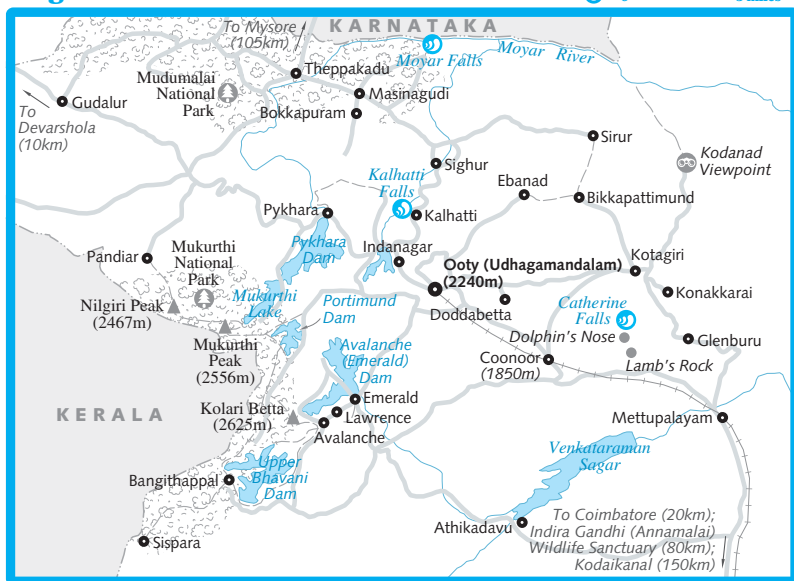 KARNATAKA
To Mysore
(105km)
Moyar Falls
Moyar River
Theppakadu
Mudumalai
National
Park
Masinagudi
Gudalur
Bokkapuram
To
Devarshola
(10km)
Sirur
Kodanad
Viewpoint
Sighur
Kalhatti
Falls
Ebanad
Bikkapattimund
Pykhara
Kalhatti
Pykhara
Dam
Indanagar
Pandiar
Mukurthi
National
Park
Ooty (Udhagamandalam)
(2240m)
Kotagiri
Nilgiri Peak
(2467m)
Mukurthi
Lake
Portimund
Dam
Doddabetta
Konakkarai
Catherine
Falls
Mukurthi
Peak
(2556m)
Avalanche
(Emerald)
Dam
Dolphin's Nose
Glenburu
Coonoor
(1850m)
Lamb's Rock
KERALA
Kolari Betta
(2625m)
Emerald
Lawrence
Avalanche
Mettupalayam
Venkataraman
Sagar
Upper
Bhavani
Dam
Bangithappal
Athikadavu
To Coimbatore (20km);
Indira Gandhi (Annamalai)
Wildlife Sanctuary (80km);
Kodaikanal (150km)
Sispara